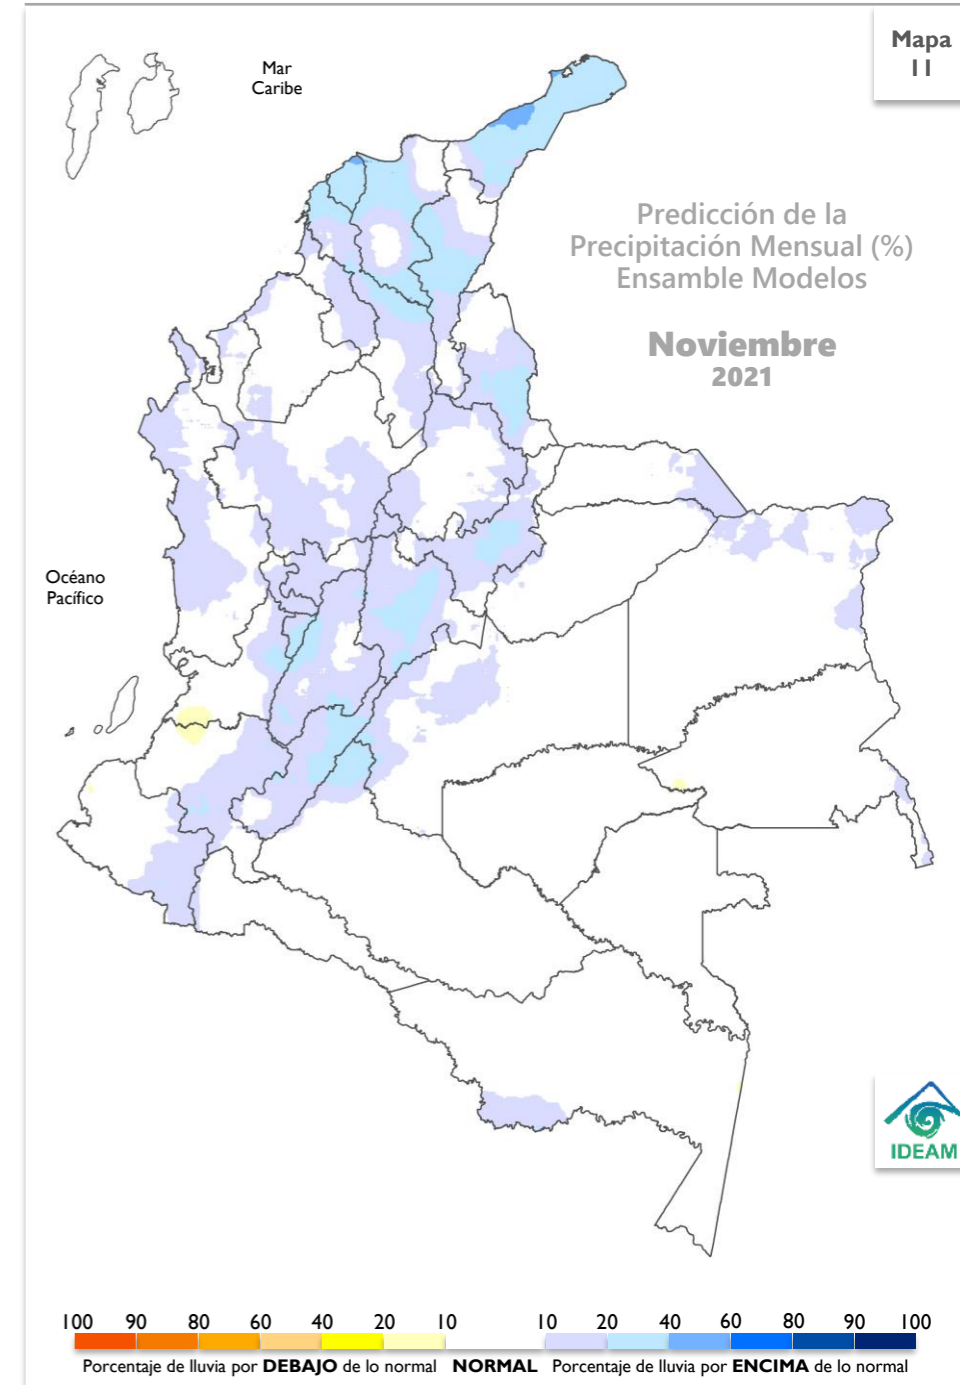 Mapa
11
Mar
Caribe
Predicción de la
Precipitación Mensual (%)
Ensamble Modelos
Noviembre
2021
Océano
Pacífico
IDEAM
100 90 80 60 40 20 10 10 20 40 60 80 90 100
Porcentaje de lluvia por DEBAJO de lo normal NORMAL Porcentaje de lluvia por ENCIMA de lo normal